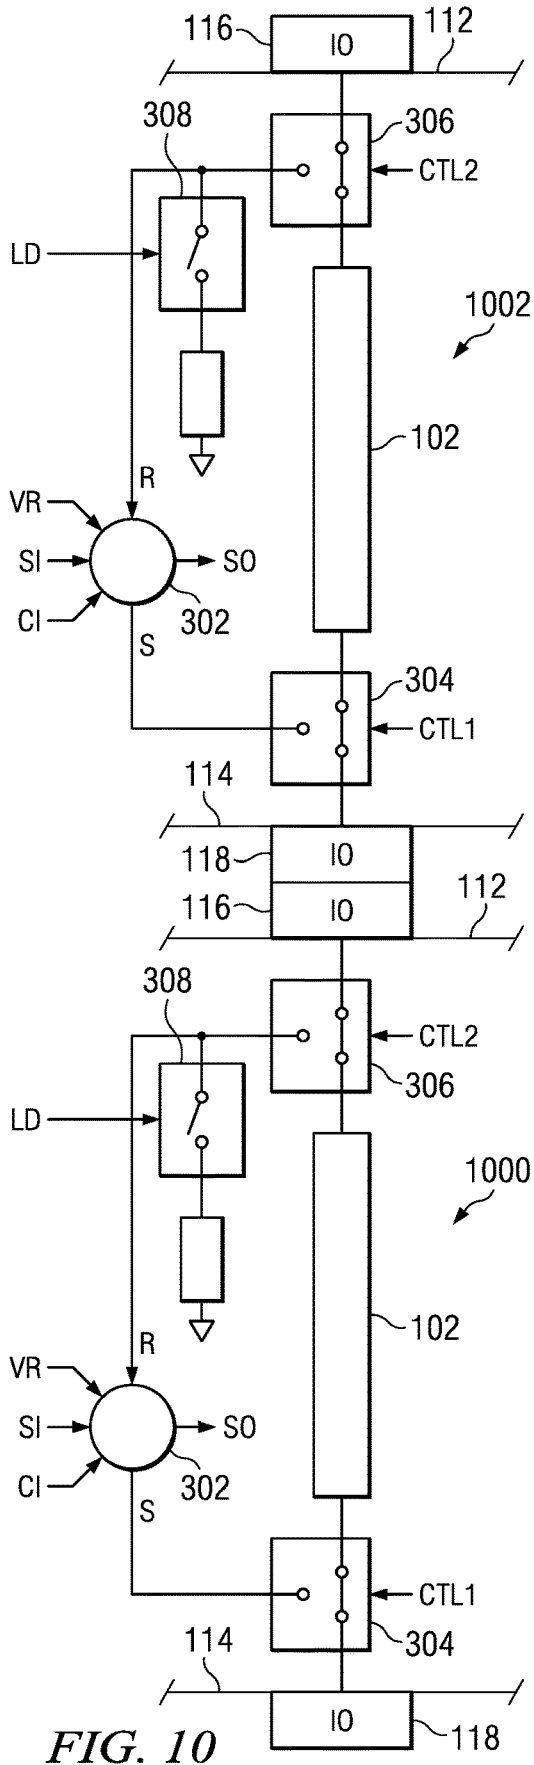 116 IO 112
308 306
CTL2
LD
1002
102
R
VR
SI SO
CI 302
S
304
CTL1
114
118 IO
116 IO 112
308
CTL2
306
LD
1000
102
R
VR
SI SO
CI 302
S
CTL1
304
114
IO 118
FIG. 10